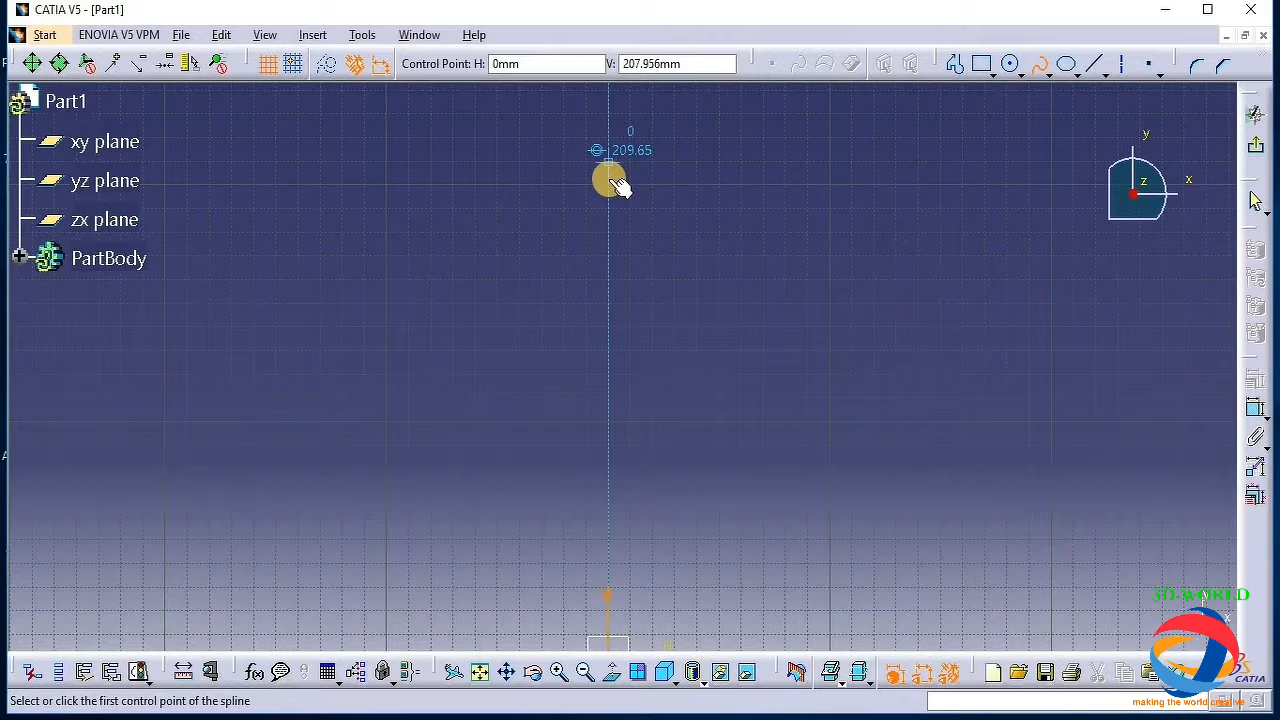 CATIA V5 - [Part1]
Start ENOVIA V5 VPM File Edit View Insert Tools Window Help
Control Point: H: 0mm V: 207.956mm
Part1
xy plane
yz plane
zx plane
PartBody
0
209.65
y
z
x
3D-WORLD
x
CATIA
making the world creative
Select or click the first control point of the spline